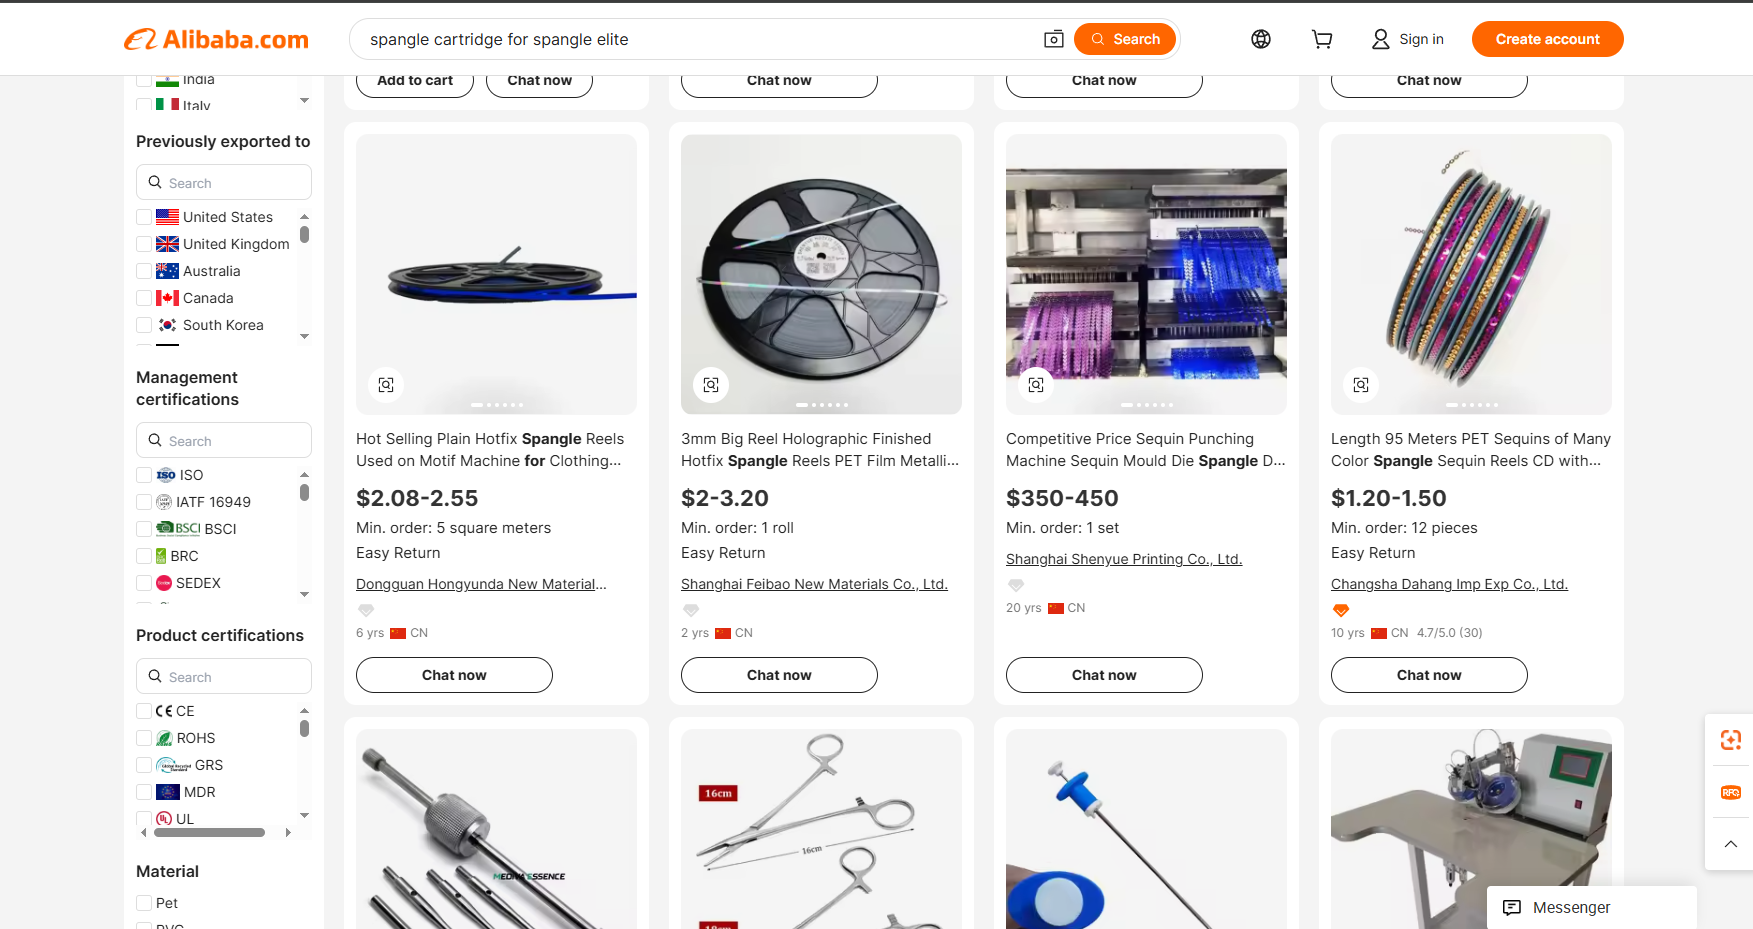 Alibaba.com
spangle cartridge for spangle elite
Search
Sign in
Create account
India
Italy
Add to cart
Chat now
Chat now
Chat now
Chat now
Previously exported to
Search
United States
United Kingdom
Australia
Canada
South Korea
Management
certifications
Search
ISO ISO
IATF 16949
BSCI BSCI
BRC
SEDEX
Product certifications
Search
CE CE
ROHS
GRS
MDR
UL
Material
Pet
PVC
Hot Selling Plain Hotfix Spangle Reels
Used on Motif Machine for Clothing...
$2.08-2.55
Min. order: 5 square meters
Easy Return
Dongguan Hongyunda New Material...
6 yrs CN
Chat now
3mm Big Reel Holographic Finished
Hotfix Spangle Reels PET Film Metalli...
$2-3.20
Min. order: 1 roll
Easy Return
Shanghai Feibao New Materials Co., Ltd.
2 yrs CN
Chat now
Competitive Price Sequin Punching
Machine Sequin Mould Die Spangle D...
$350-450
Min. order: 1 set
Shanghai Shenyue Printing Co., Ltd.
20 yrs CN
Chat now
Length 95 Meters PET Sequins of Many
Color Spangle Sequin Reels CD with...
$1.20-1.50
Min. order: 12 pieces
Easy Return
Changsha Dahang Imp Exp Co., Ltd.
10 yrs CN 4.7/5.0 (30)
Chat now
MEDIVA ESSENCE
16cm
16cm
RFQ
Messenger